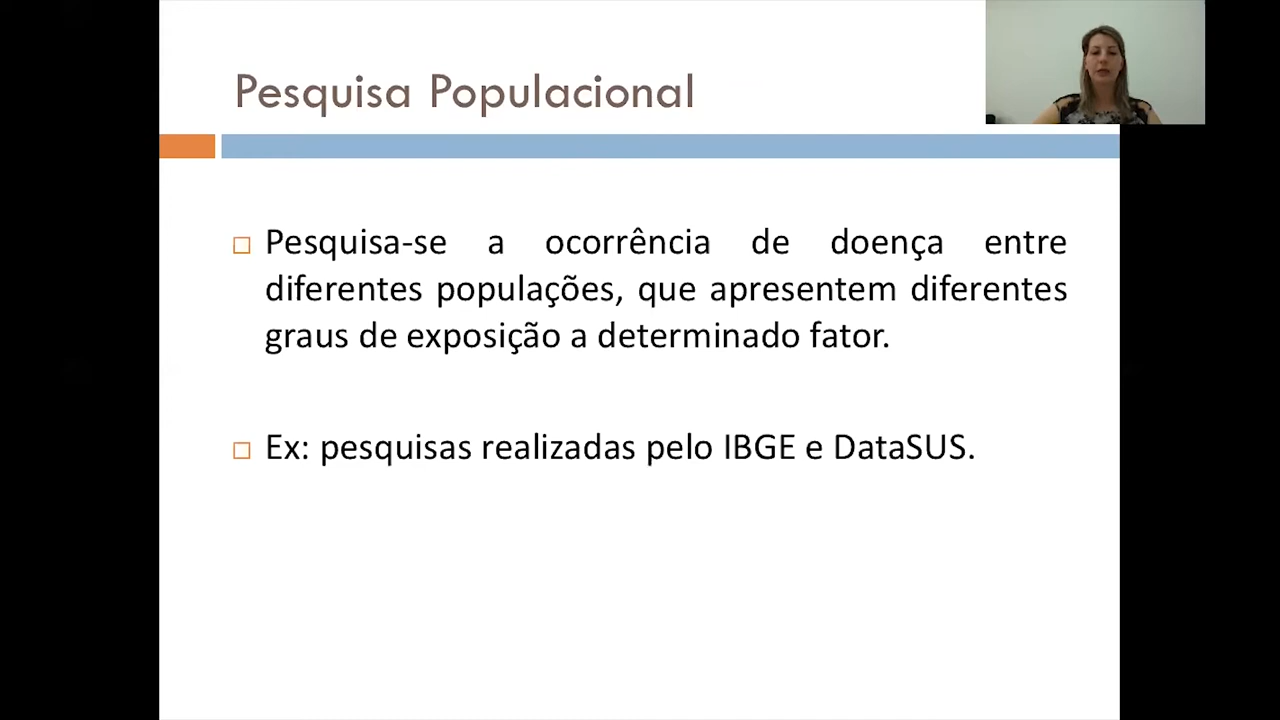 Pesquisa Populacional
Pesquisa-se a ocorrência de doença entre
diferentes populações, que apresentem diferentes
graus de exposição a determinado fator.
Ex: pesquisas realizadas pelo IBGE e DataSUS.